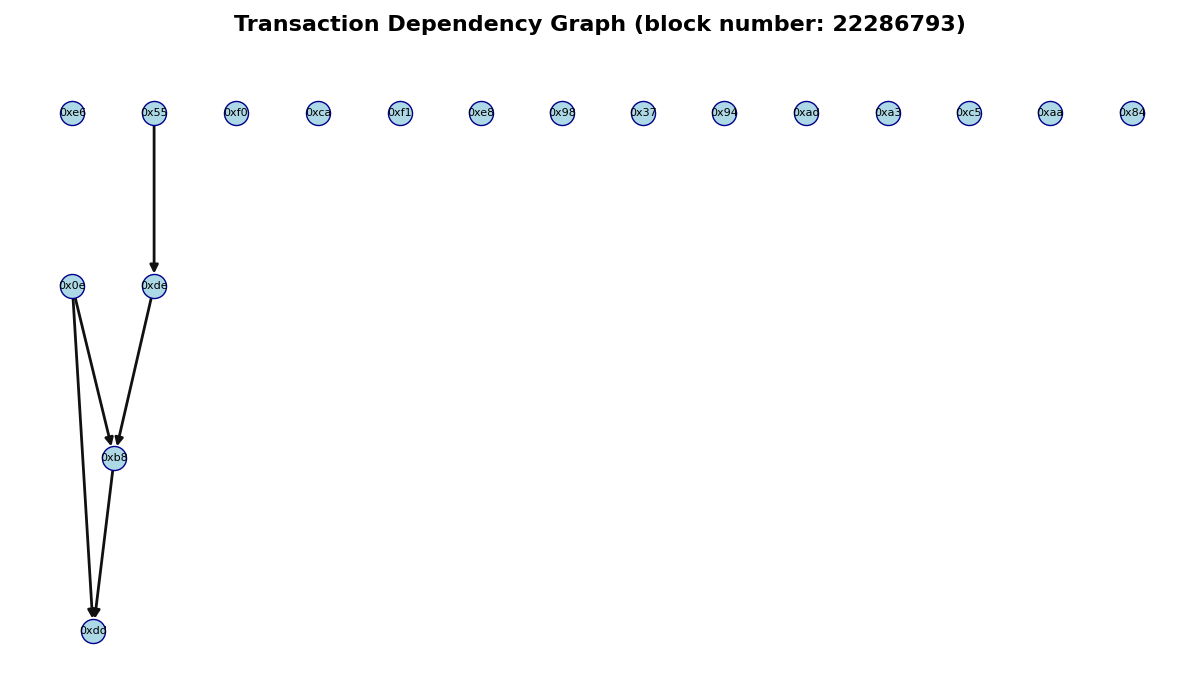 Transaction Dependency Graph (block number: 22286793)
0xe6 0x55 0xf0 0xca 0xf1 0xe8 0x98 0x37 0x94 0xad 0xa3 0xc5 0xaa 0x84
0x0e 0xde
0xb8
0xdd